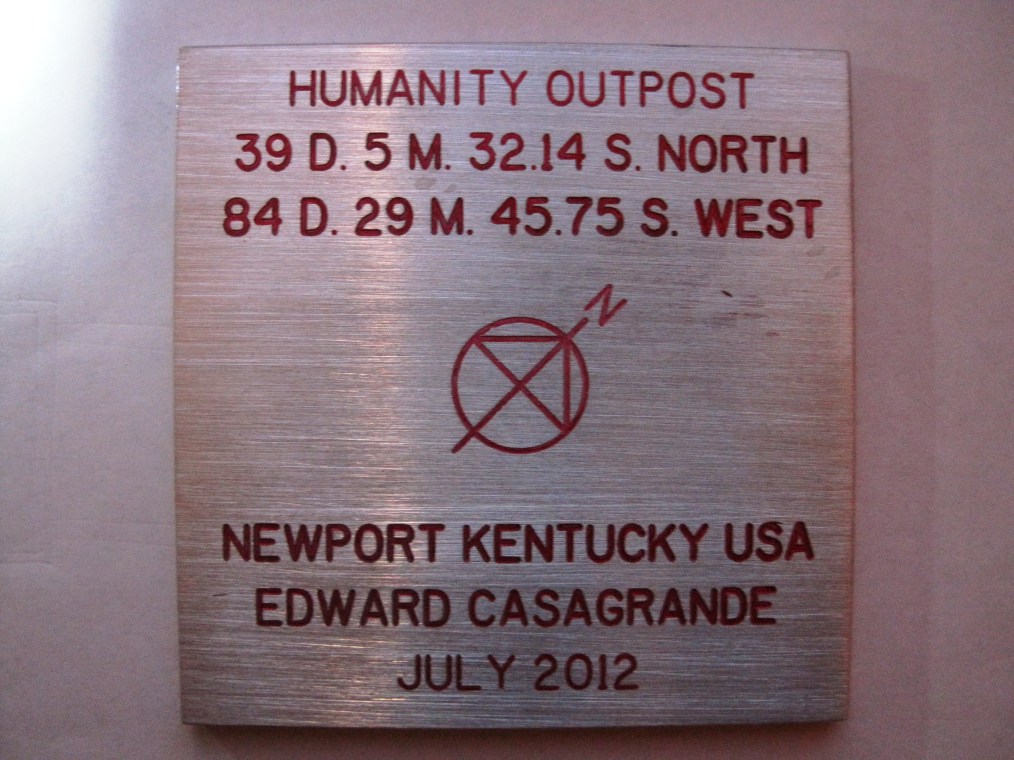 HUMANITY OUTPOST
39 D. 5 M. 32.14 S. NORTH
84 D. 29 M. 45.75 S. WEST
N
NEWPORT KENTUCKY USA
EDWARD CASAGRANDE
JULY 2012